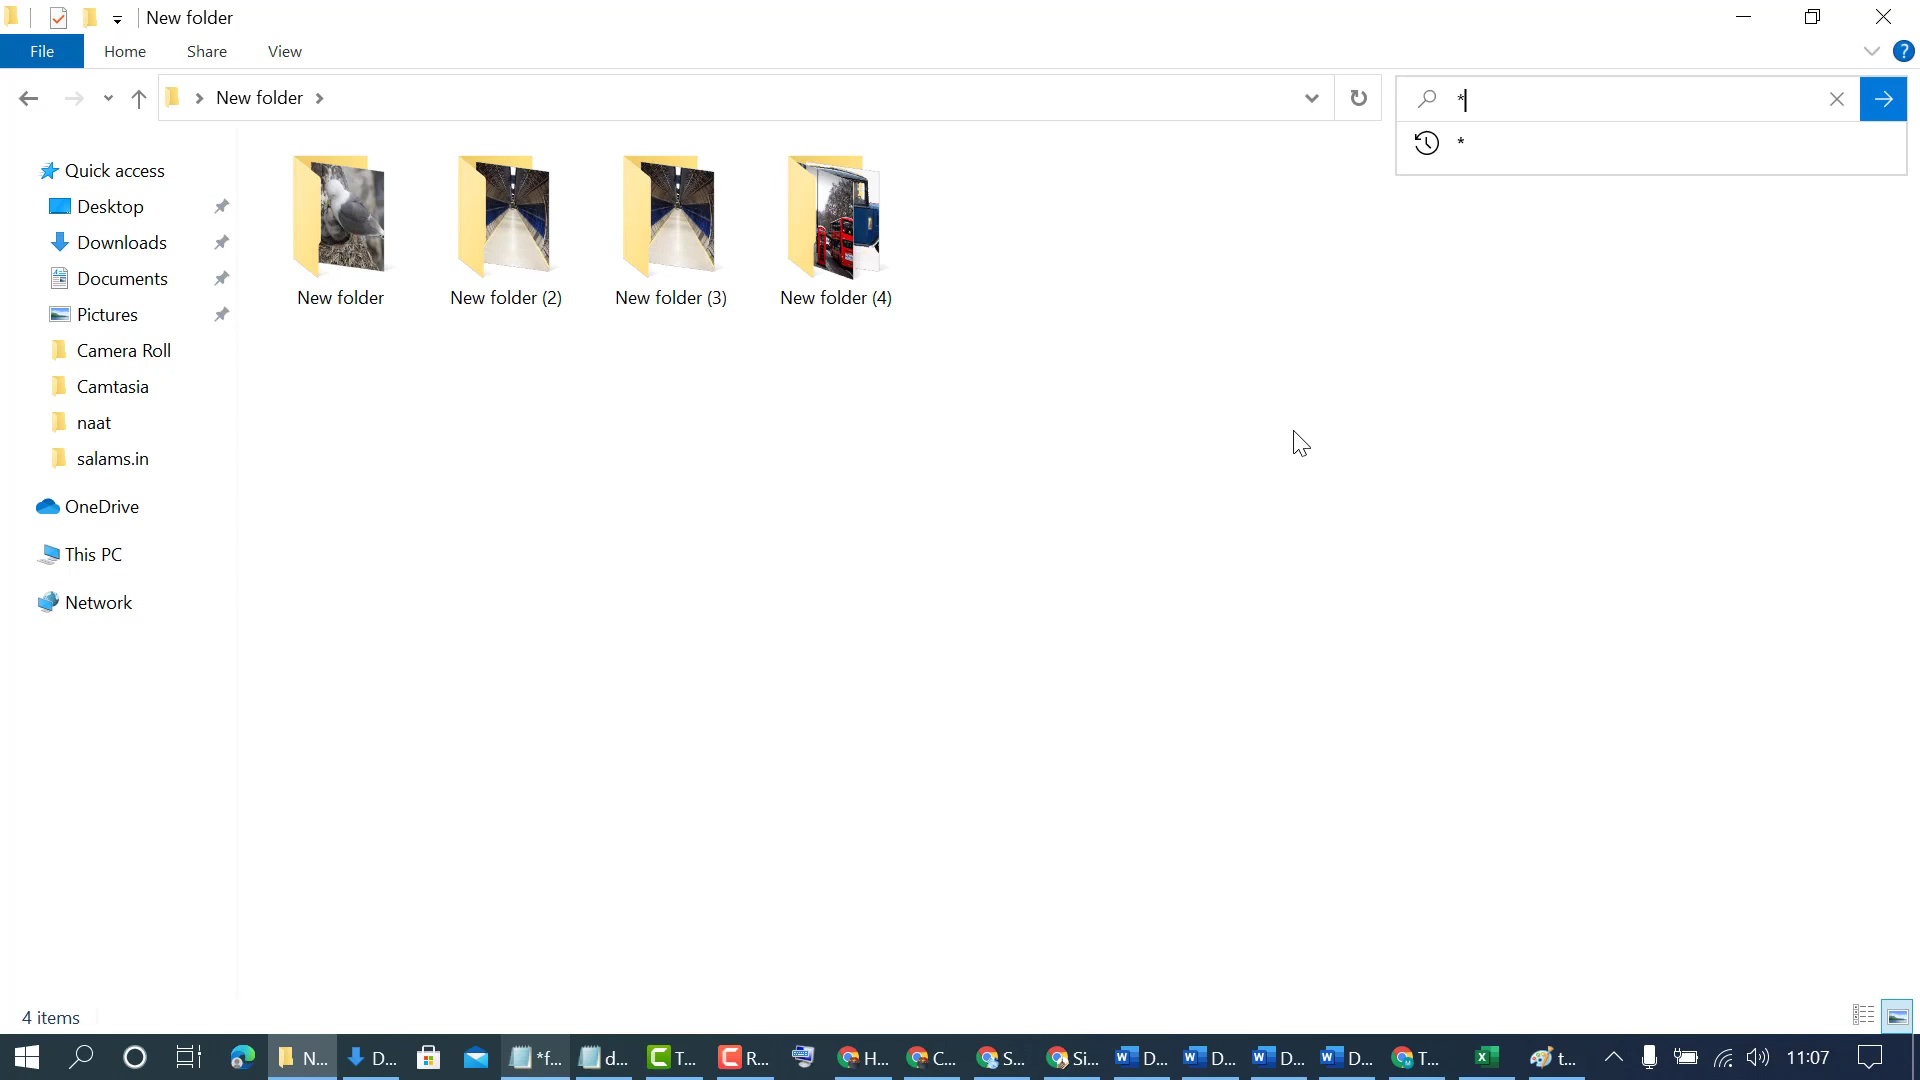 New folder
File Home Share View ?
New folder
*
*
Quick access
Desktop
Downloads
Documents
Pictures
Camera Roll
Camtasia
naat
salams.in
OneDrive
This PC
Network
New folder New folder (2) New folder (3) New folder (4)
4 items
N... D... *f... d... T... R... H... C... S... Si... D... D... D... D... T... t... 11:07